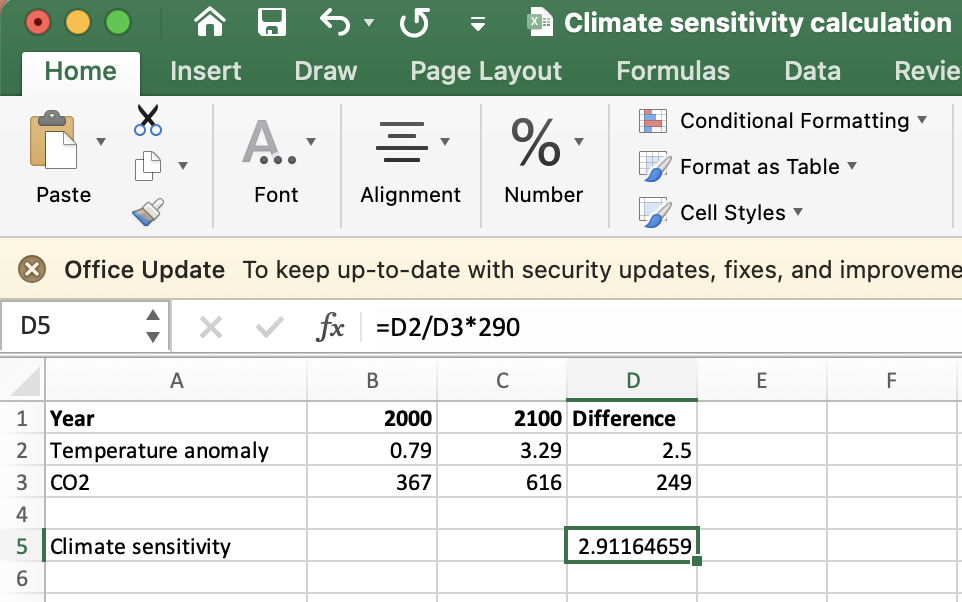 Climate sensitivity calculation
Home Insert Draw Page Layout Formulas Data Revie
Paste Font Alignment % Number Conditional Formatting
Format as Table
Cell Styles
Office Update To keep up-to-date with security updates, fixes, and improveme
D5 fx =D2/D3*290
A B C D E F
1 Year 2000 2100 Difference
2 Temperature anomaly 0.79 3.29 2.5
3 CO2 367 616 249
4
5 Climate sensitivity 2.91164659
6